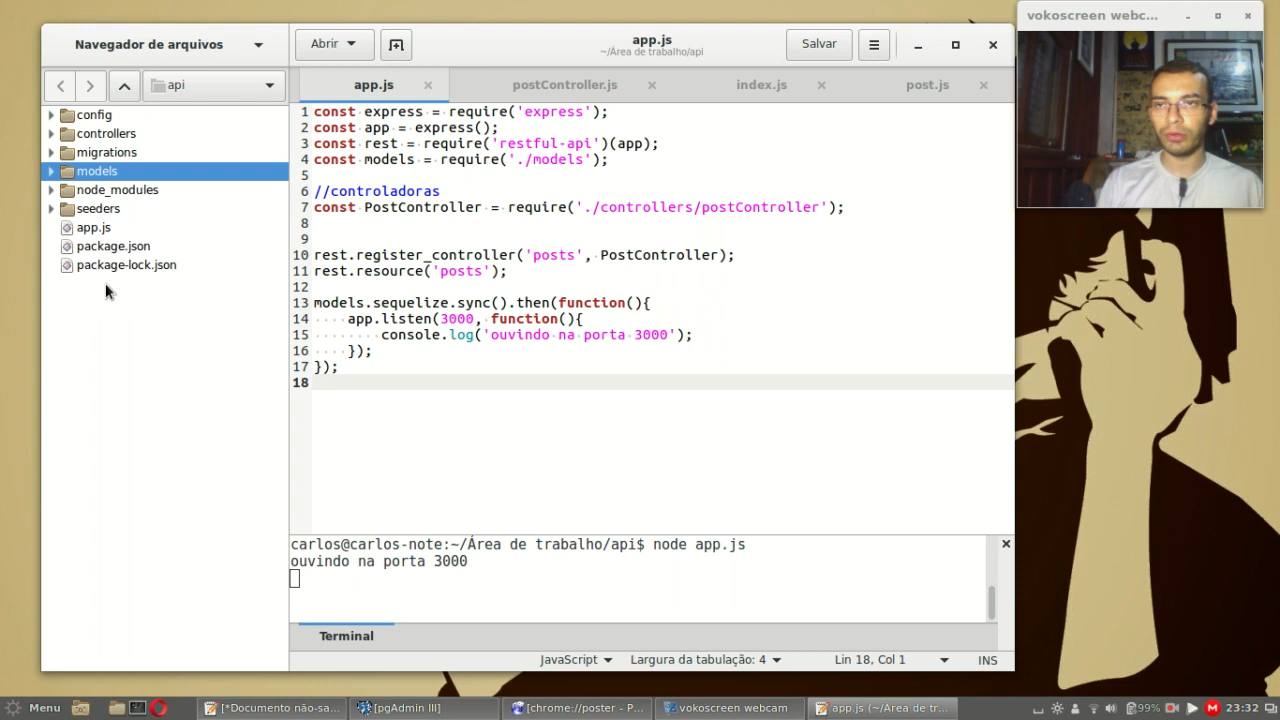 vokoscreen webc...
Navegador de arquivos
Abrir
app.js
~/Área de trabalho/api
Salvar
api
app.js
postController.js
index.js
post.js
config
controllers
migrations
models
node_modules
seeders
app.js
package.json
package-lock.json
1 const express = require('express');
2 const app = express();
3 const rest = require('restful-api')(app);
4 const models = require('./models');
5
6 //controladoras
7 const PostController = require('./controllers/postController');
8
9
10 rest.register_controller('posts', PostController);
11 rest.resource('posts');
12
13 models.sequelize.sync().then(function(){
14 app.listen(3000, function(){
15 console.log('ouvindo na porta 3000');
16 });
17 });
18
carlos@carlos-note:~/Área de trabalho/api$ node app.js
ouvindo na porta 3000
Terminal
JavaScript
Largura da tabulação: 4
Lin 18, Col 1
INS
Menu
[*Documento não-sa...
[pgAdmin III]
[chrome://poster - P...
vokoscreen webcam
app.js (~/Área de tr...
99%
M
23:32